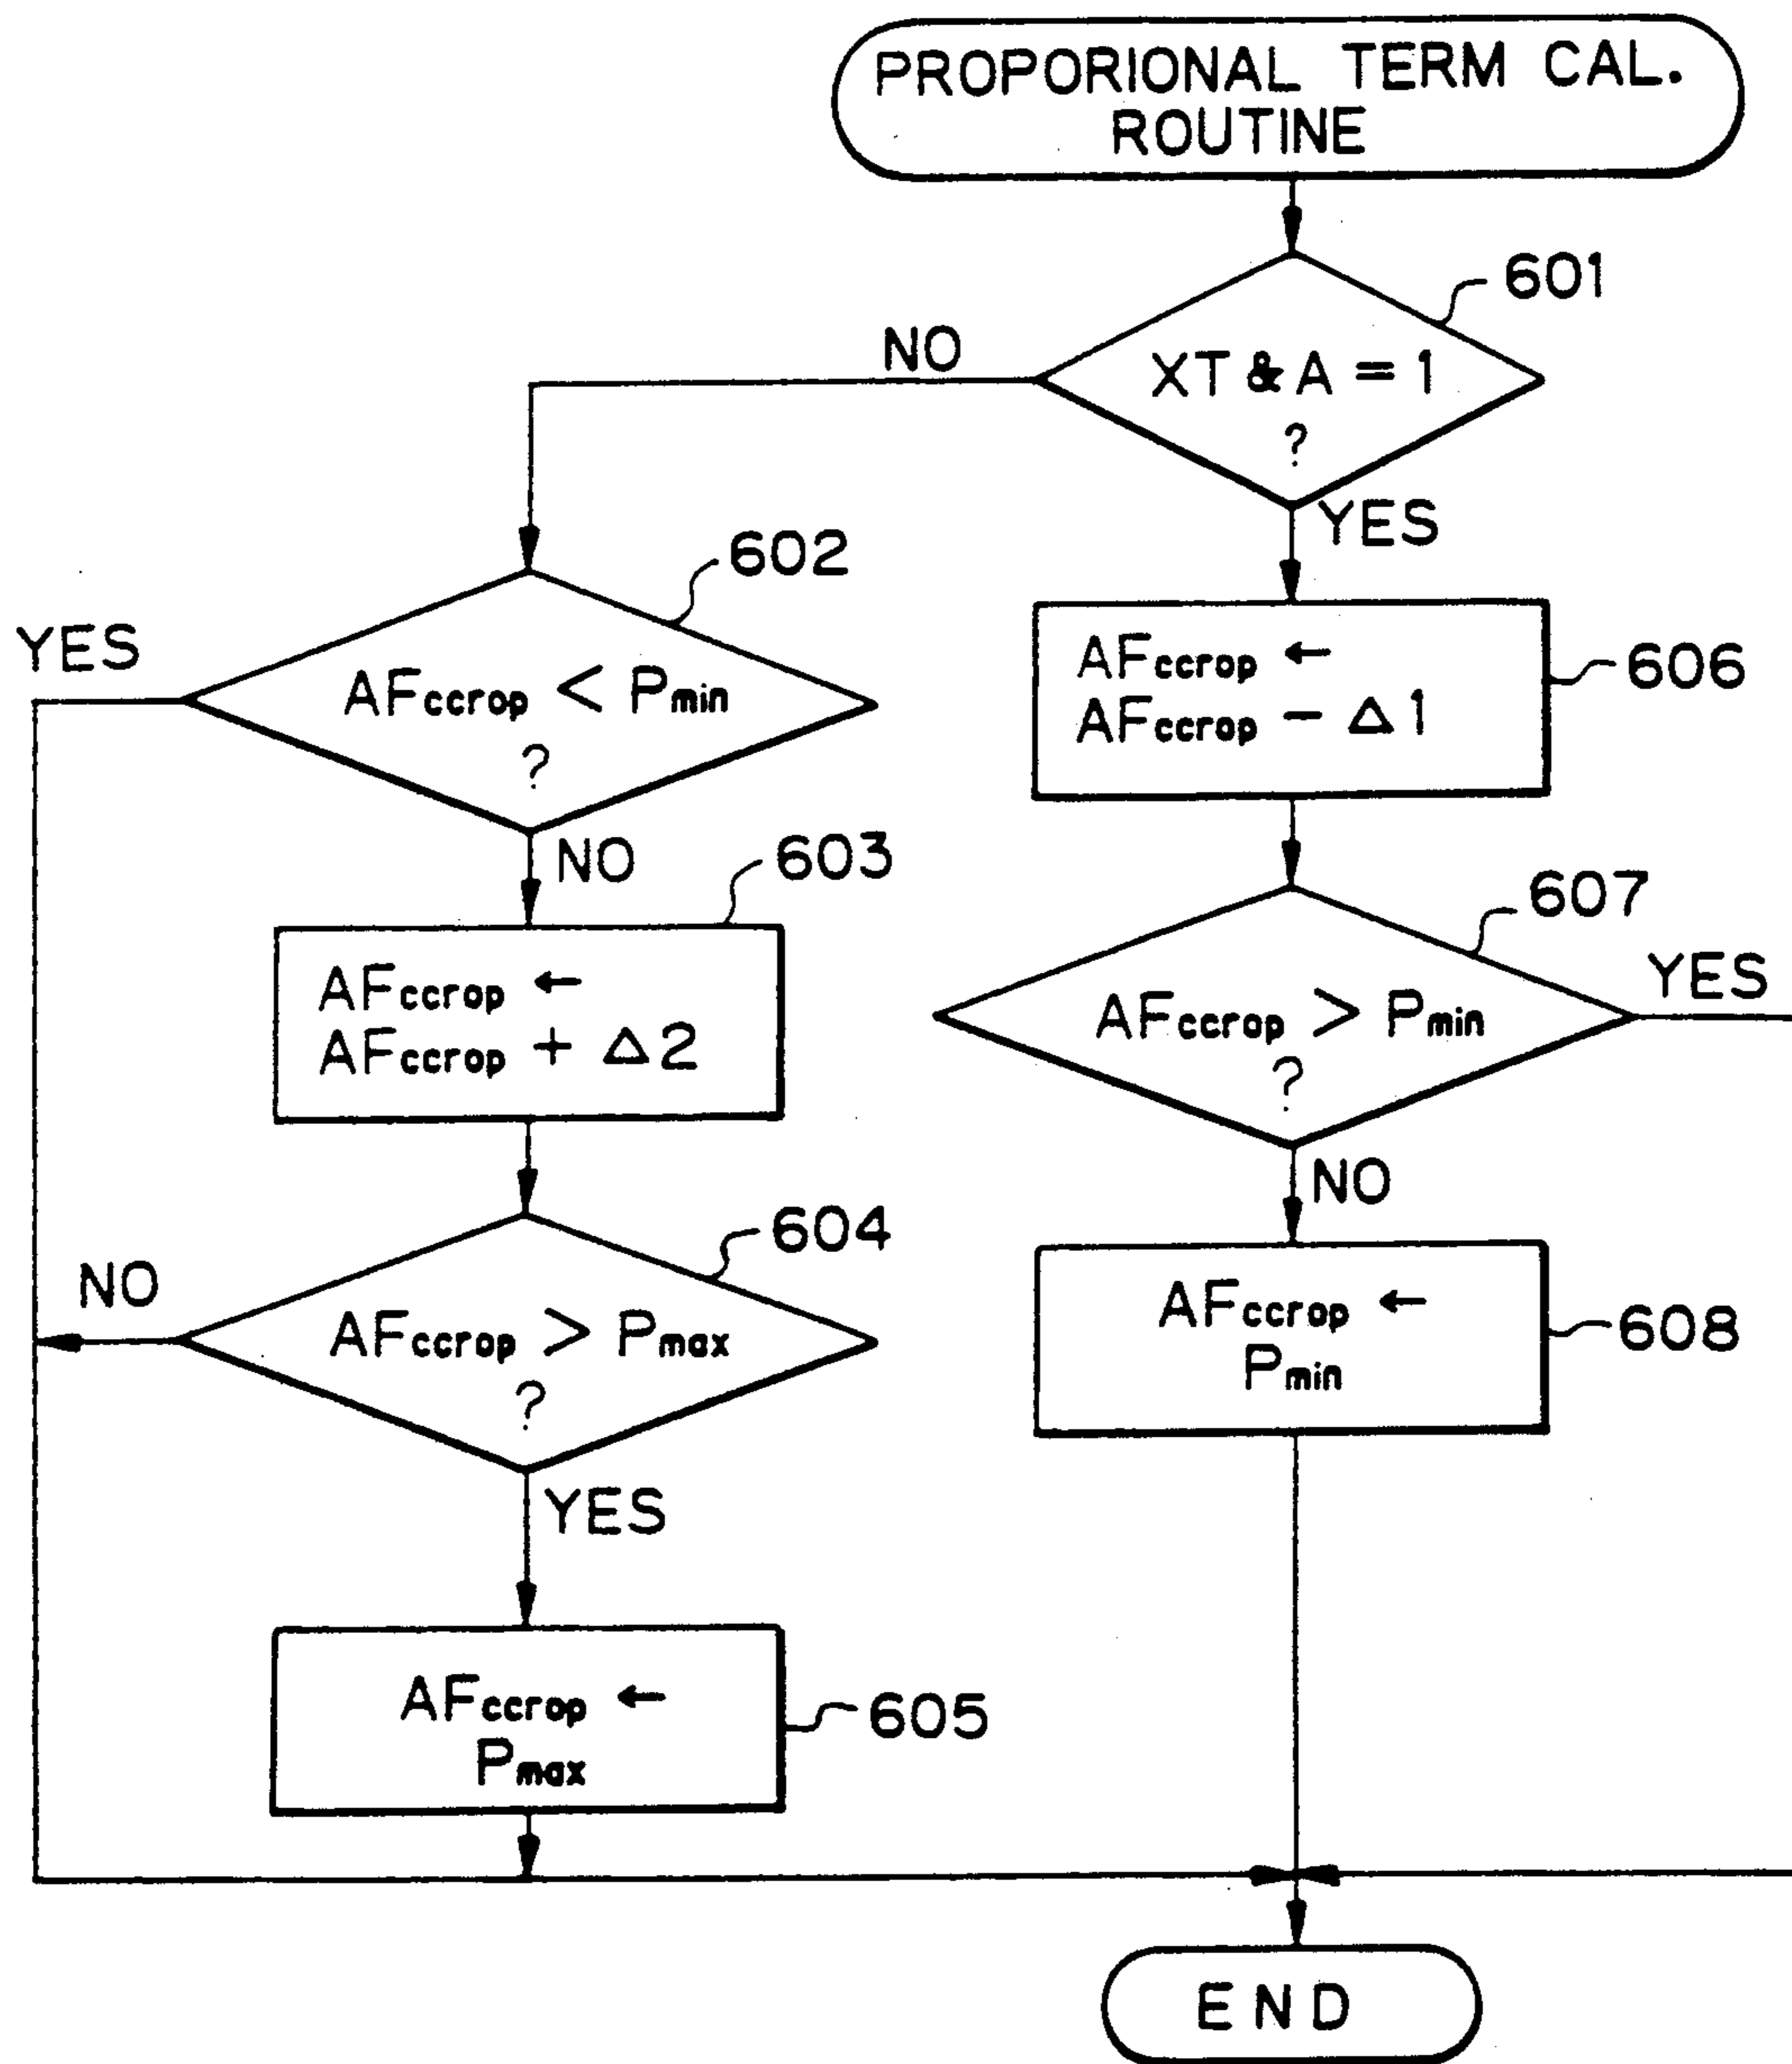 PROPORIONAL TERM CAL.
ROUTINE
601
NO
XT & A = 1
?
YES
602
YES
AFccrop < Pmin
?
606
AFccrop ←
AFccrop − Δ1
NO
603
AFccrop ←
AFccrop + Δ2
607
YES
AFccrop > Pmin
?
NO
604
NO
AFccrop > Pmax
?
YES
608
AFccrop ←
Pmin
605
AFccrop ←
Pmax
END